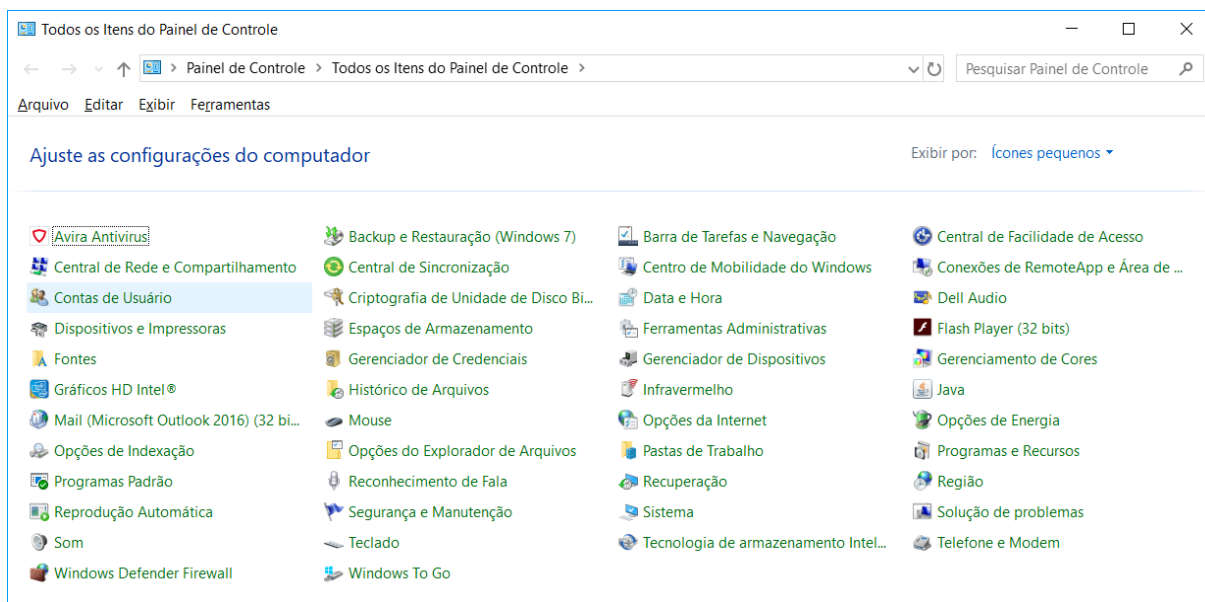 Todos os Itens do Painel de Controle
Painel de Controle > Todos os Itens do Painel de Controle >
Pesquisar Painel de Controle
Arquivo Editar Exibir Ferramentas
Ajuste as configurações do computador
Exibir por: Ícones pequenos
Avira Antivirus Backup e Restauração (Windows 7) Barra de Tarefas e Navegação Central de Facilidade de Acesso
Central de Rede e Compartilhamento Central de Sincronização Centro de Mobilidade do Windows Conexões de RemoteApp e Área de ...
Contas de Usuário Criptografia de Unidade de Disco Bi... Data e Hora Dell Audio
Dispositivos e Impressoras Espaços de Armazenamento Ferramentas Administrativas Flash Player (32 bits)
Fontes Gerenciador de Credenciais Gerenciador de Dispositivos Gerenciamento de Cores
Gráficos HD Intel® Histórico de Arquivos Infravermelho Java
Mail (Microsoft Outlook 2016) (32 bi... Mouse Opções da Internet Opções de Energia
Opções de Indexação Opções do Explorador de Arquivos Pastas de Trabalho Programas e Recursos
Programas Padrão Reconhecimento de Fala Recuperação Região
Reprodução Automática Segurança e Manutenção Sistema Solução de problemas
Som Teclado Tecnologia de armazenamento Intel... Telefone e Modem
Windows Defender Firewall Windows To Go